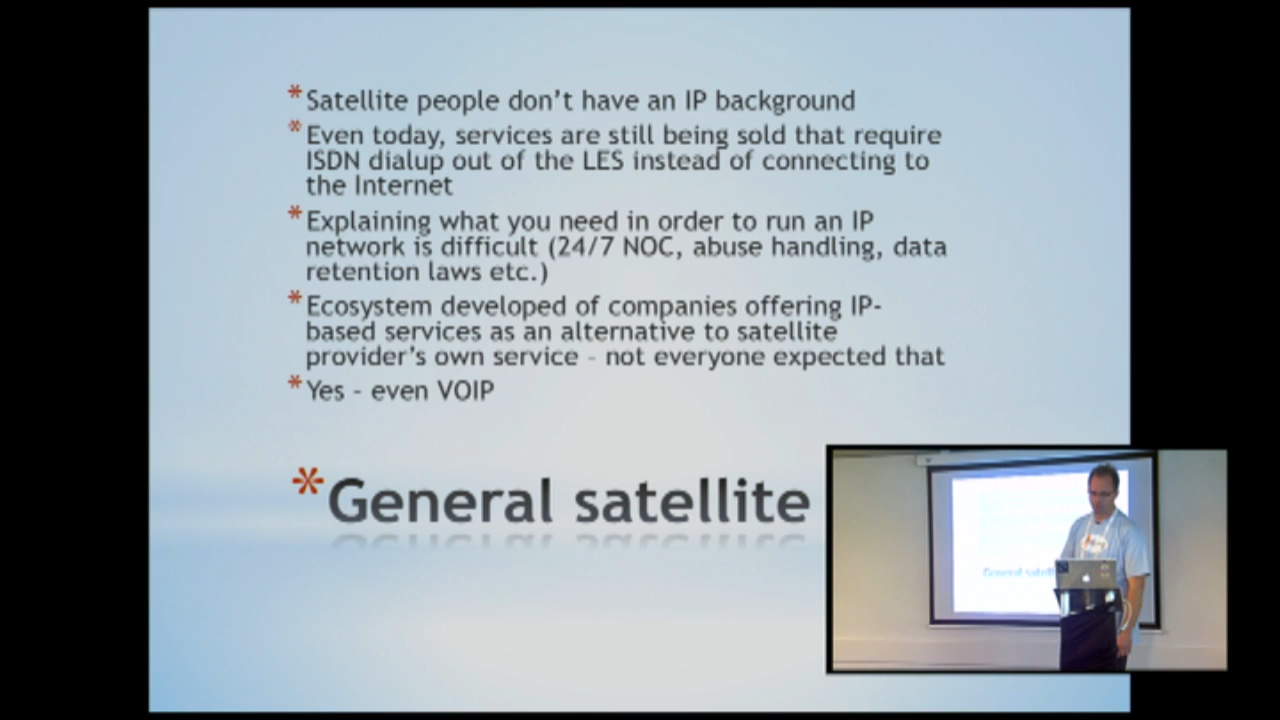 *Satellite people don't have an IP background
*Even today, services are still being sold that require
ISDN dialup out of the LES instead of connecting to
the Internet
*Explaining what you need in order to run an IP
network is difficult (24/7 NOC, abuse handling, data
retention laws etc.)
*Ecosystem developed of companies offering IP-
based services as an alternative to satellite
provider's own service – not everyone expected that
*Yes – even VOIP
*General satellite
General satell